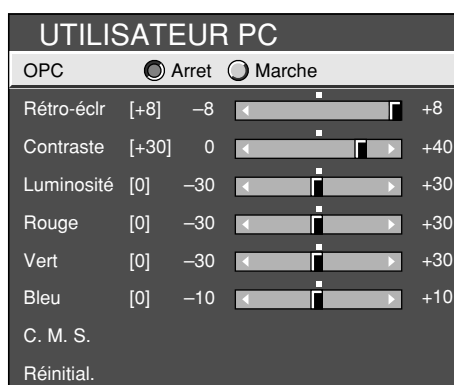 UTILISATEUR PC
OPC Arret Marche
Rétro-éclr [+8] –8 +8
Contraste [+30] 0 +40
Luminosité [0] –30 +30
Rouge [0] –30 +30
Vert [0] –30 +30
Bleu [0] –10 +10
C. M. S.
Réinitial.